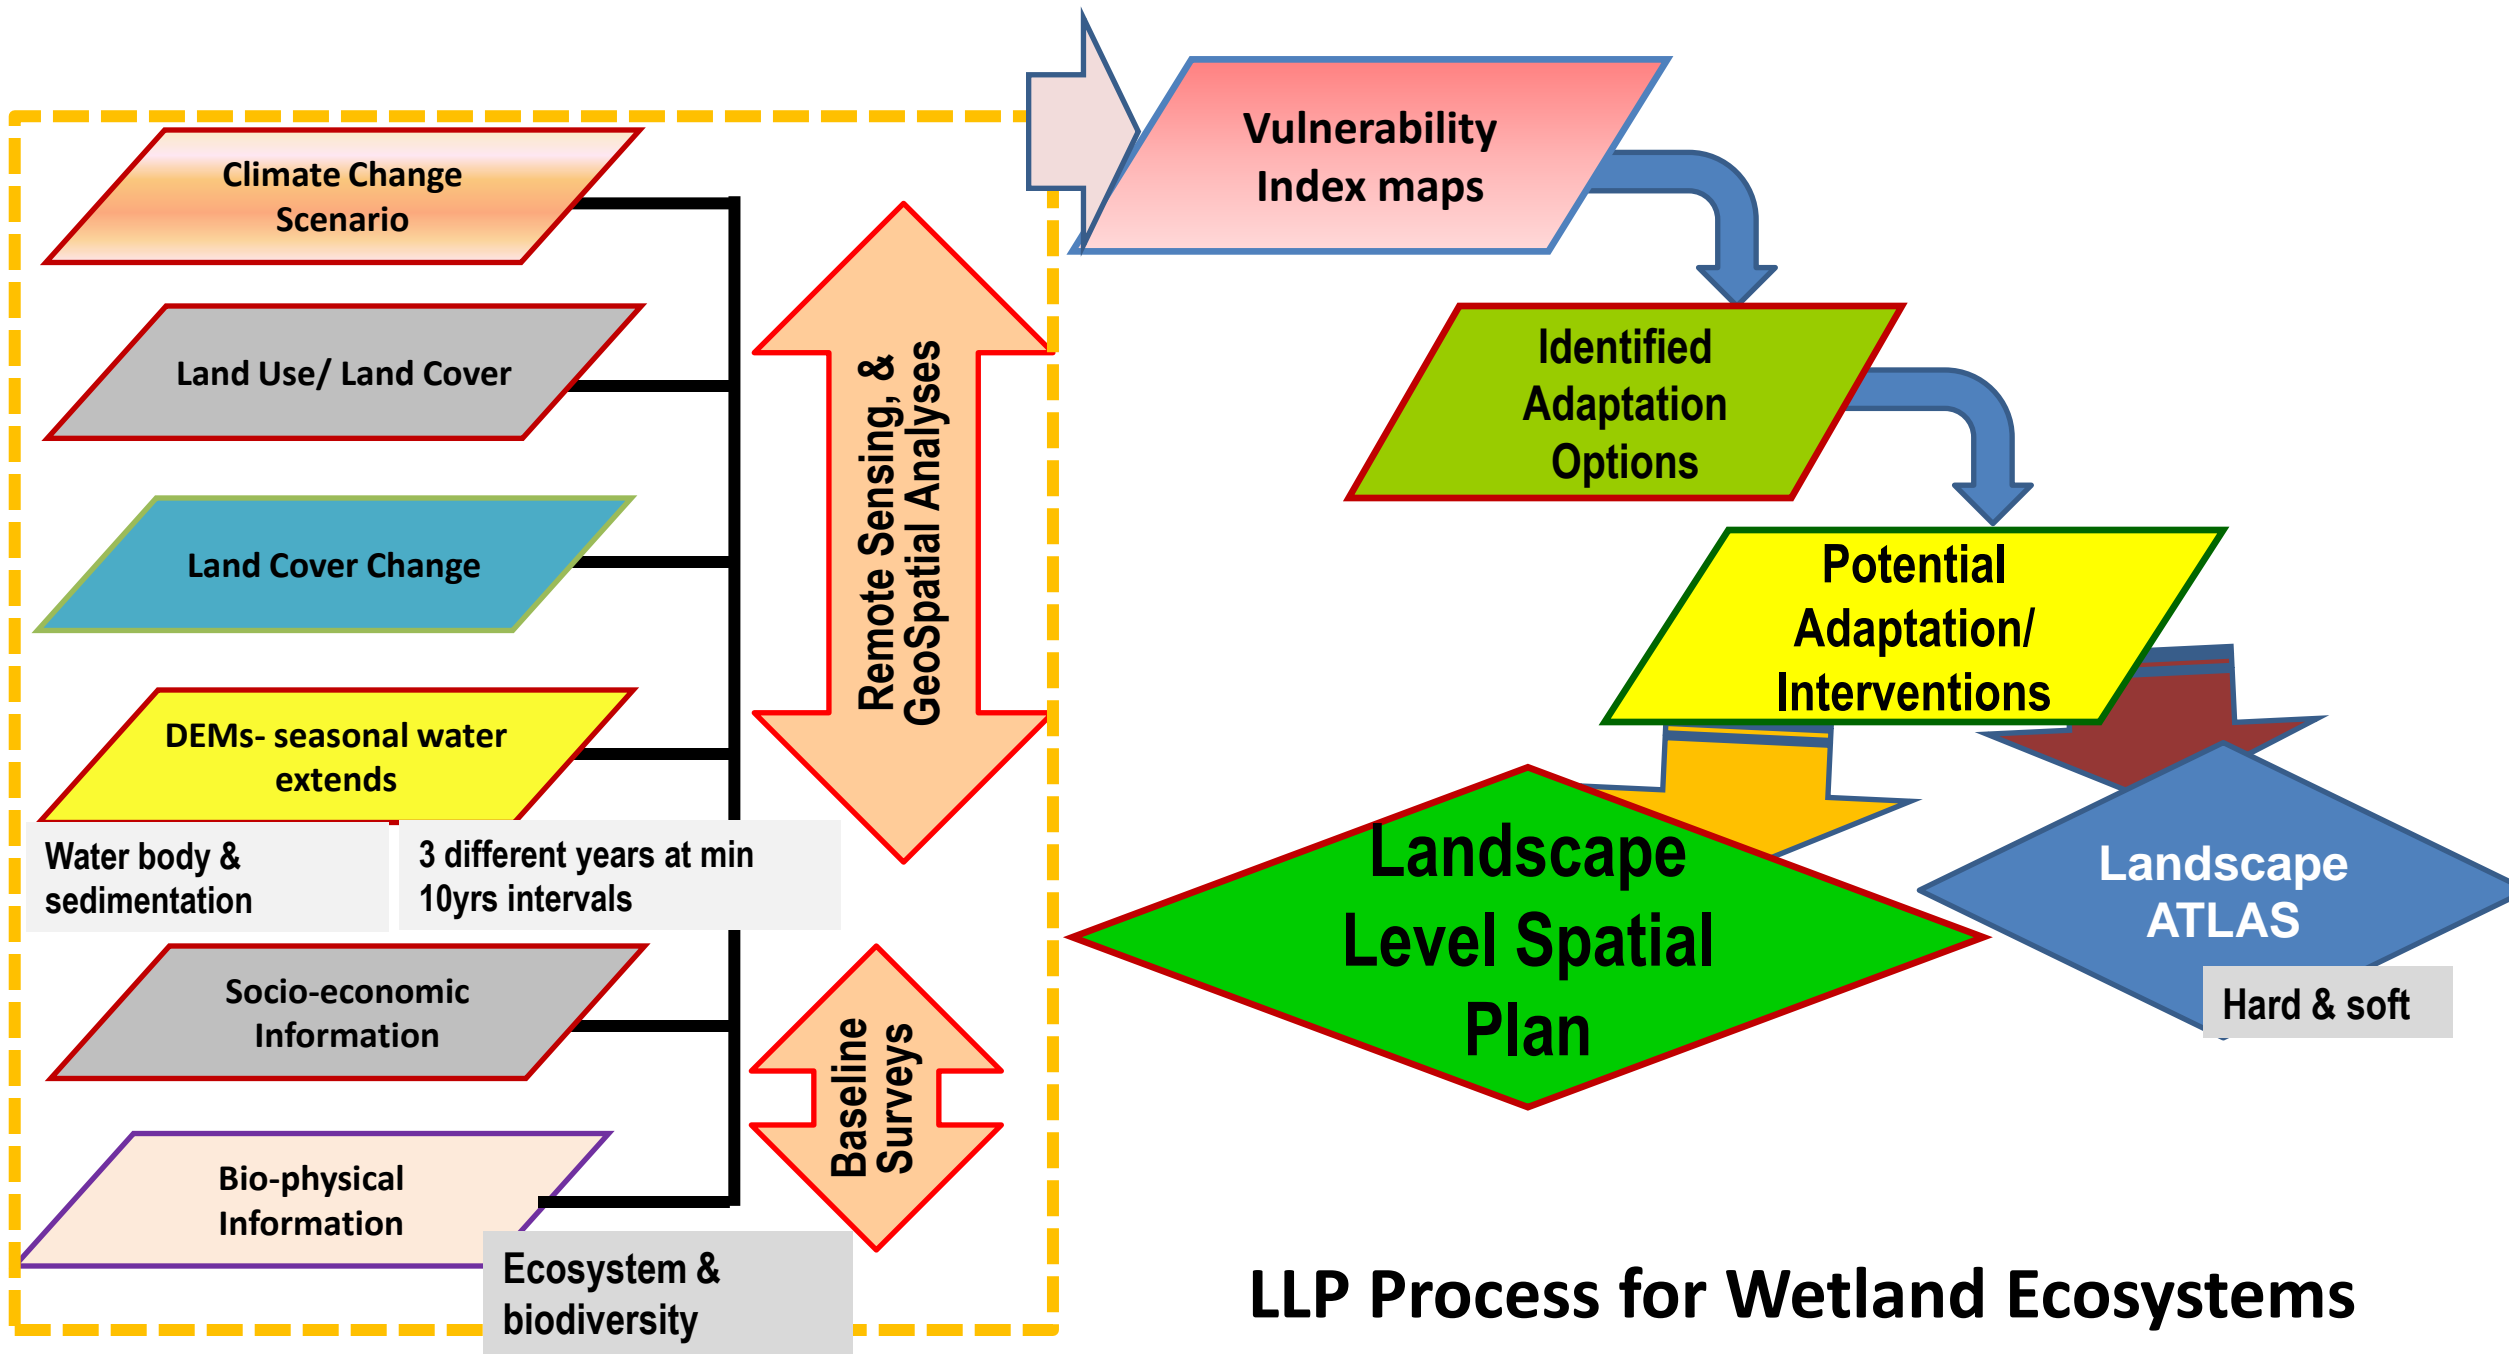 Climate Change
Scenario
Land Use/ Land Cover
Land Cover Change
DEMs- seasonal water
extends
Water body &
sedimentation
3 different years at min
10yrs intervals
Socio-economic
Information
Bio-physical
Information
Ecosystem &
biodiversity
Remote Sensing, &
GeoSpatial Analyses
Baseline
Surveys
Vulnerability
Index maps
Identified
Adaptation
Options
Potential
Adaptation/
Interventions
Landscape
Level Spatial
Plan
Landscape
ATLAS
Hard & soft
LLP Process for Wetland Ecosystems